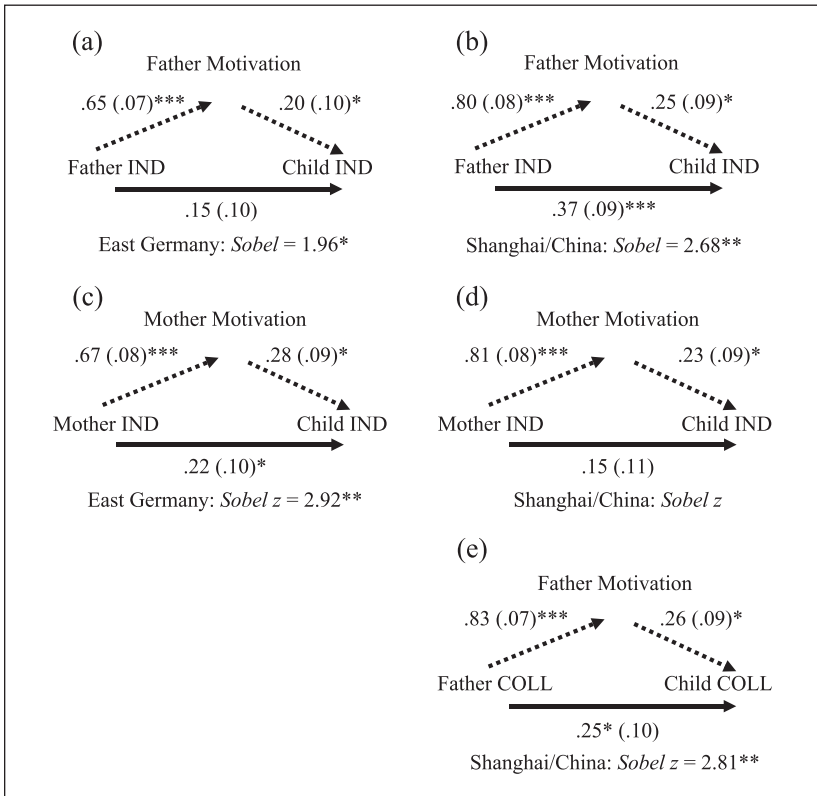 (a)
Father Motivation
.65 (.07)*** .20 (.10)*
Father IND Child IND
.15 (.10)
East Germany: Sobel = 1.96*
(b)
Father Motivation
.80 (.08)*** .25 (.09)*
Father IND Child IND
.37 (.09)***
Shanghai/China: Sobel = 2.68**
(c)
Mother Motivation
.67 (.08)*** .28 (.09)*
Mother IND Child IND
.22 (.10)*
East Germany: Sobel z = 2.92**
(d)
Mother Motivation
.81 (.08)*** .23 (.09)*
Mother IND Child IND
.15 (.11)
Shanghai/China: Sobel z
(e)
Father Motivation
.83 (.07)*** .26 (.09)*
Father COLL Child COLL
.25* (.10)
Shanghai/China: Sobel z = 2.81**